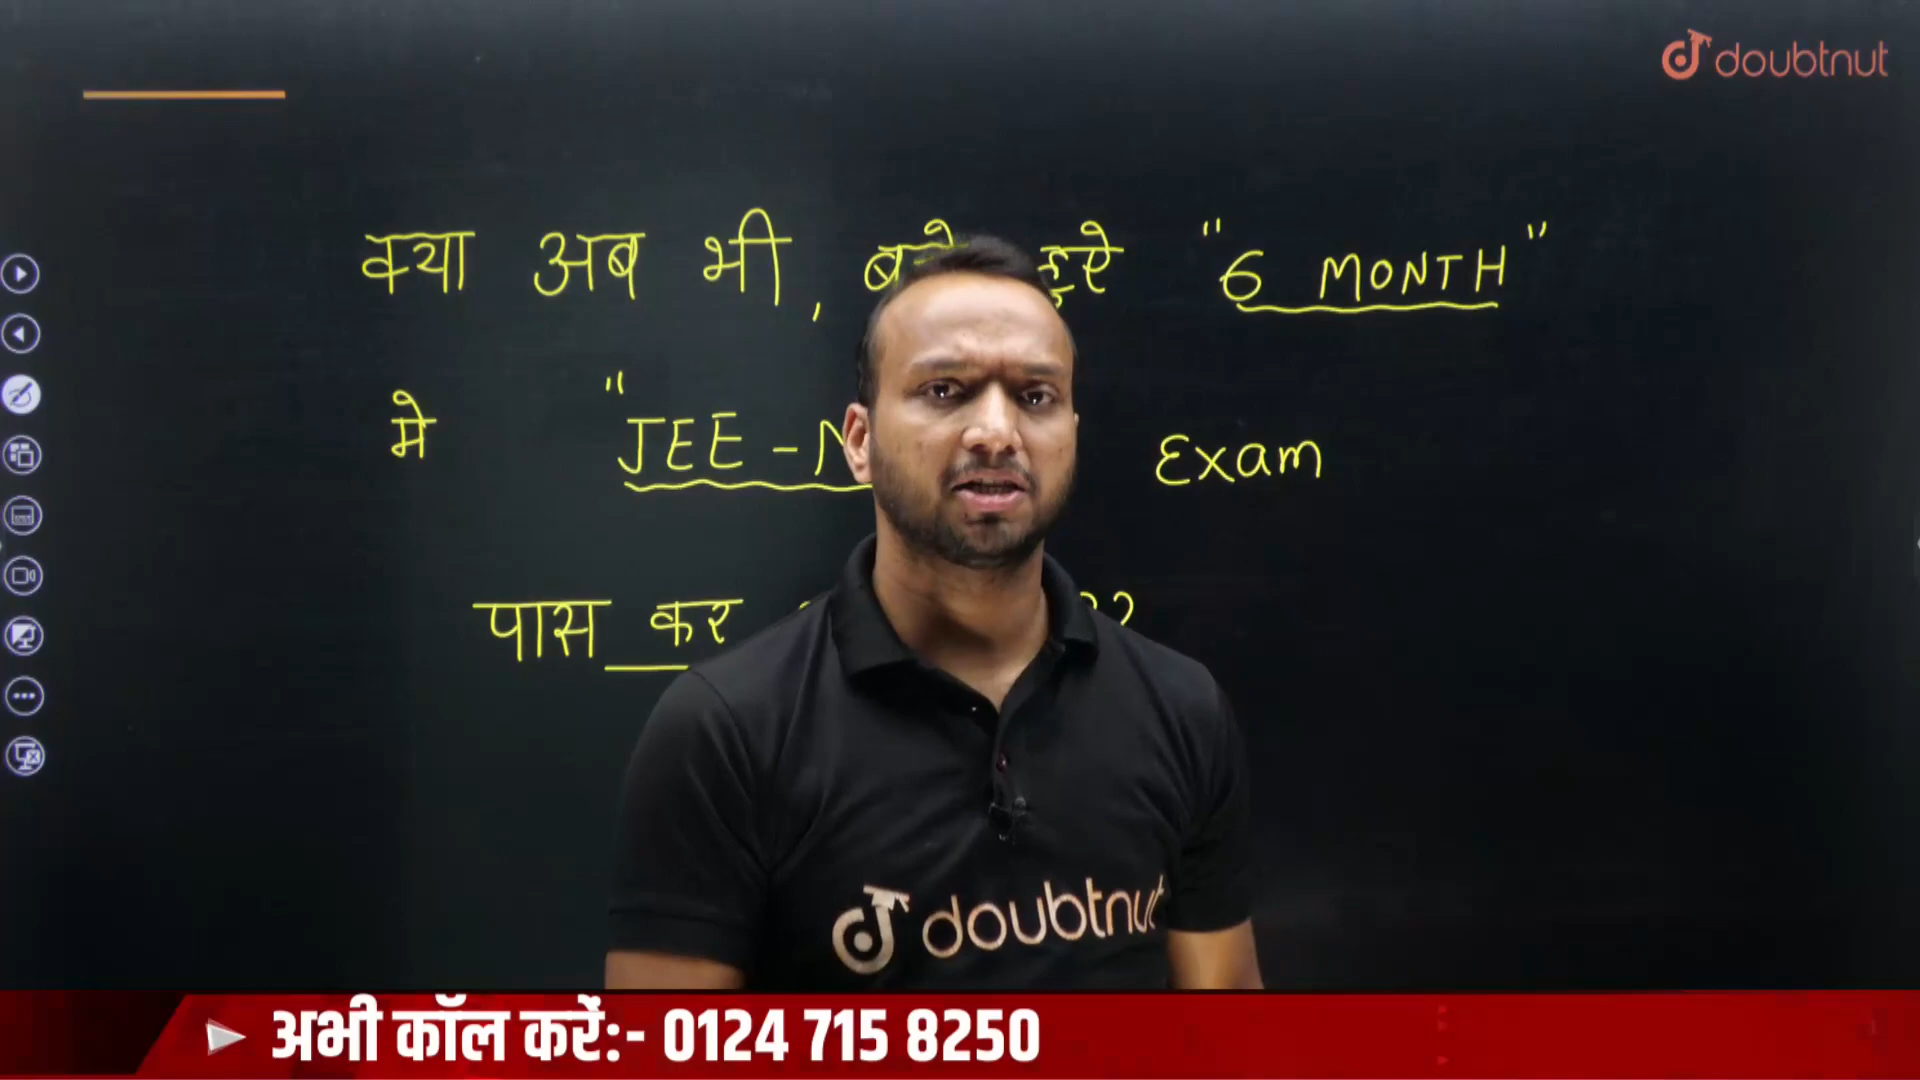 doubtnut
क्या अब भी, हुऐ "6 MONTH"
मे "JEE - Exam
पास कर ??
doubtnut
अभी कॉल करें:- 0124 715 8250